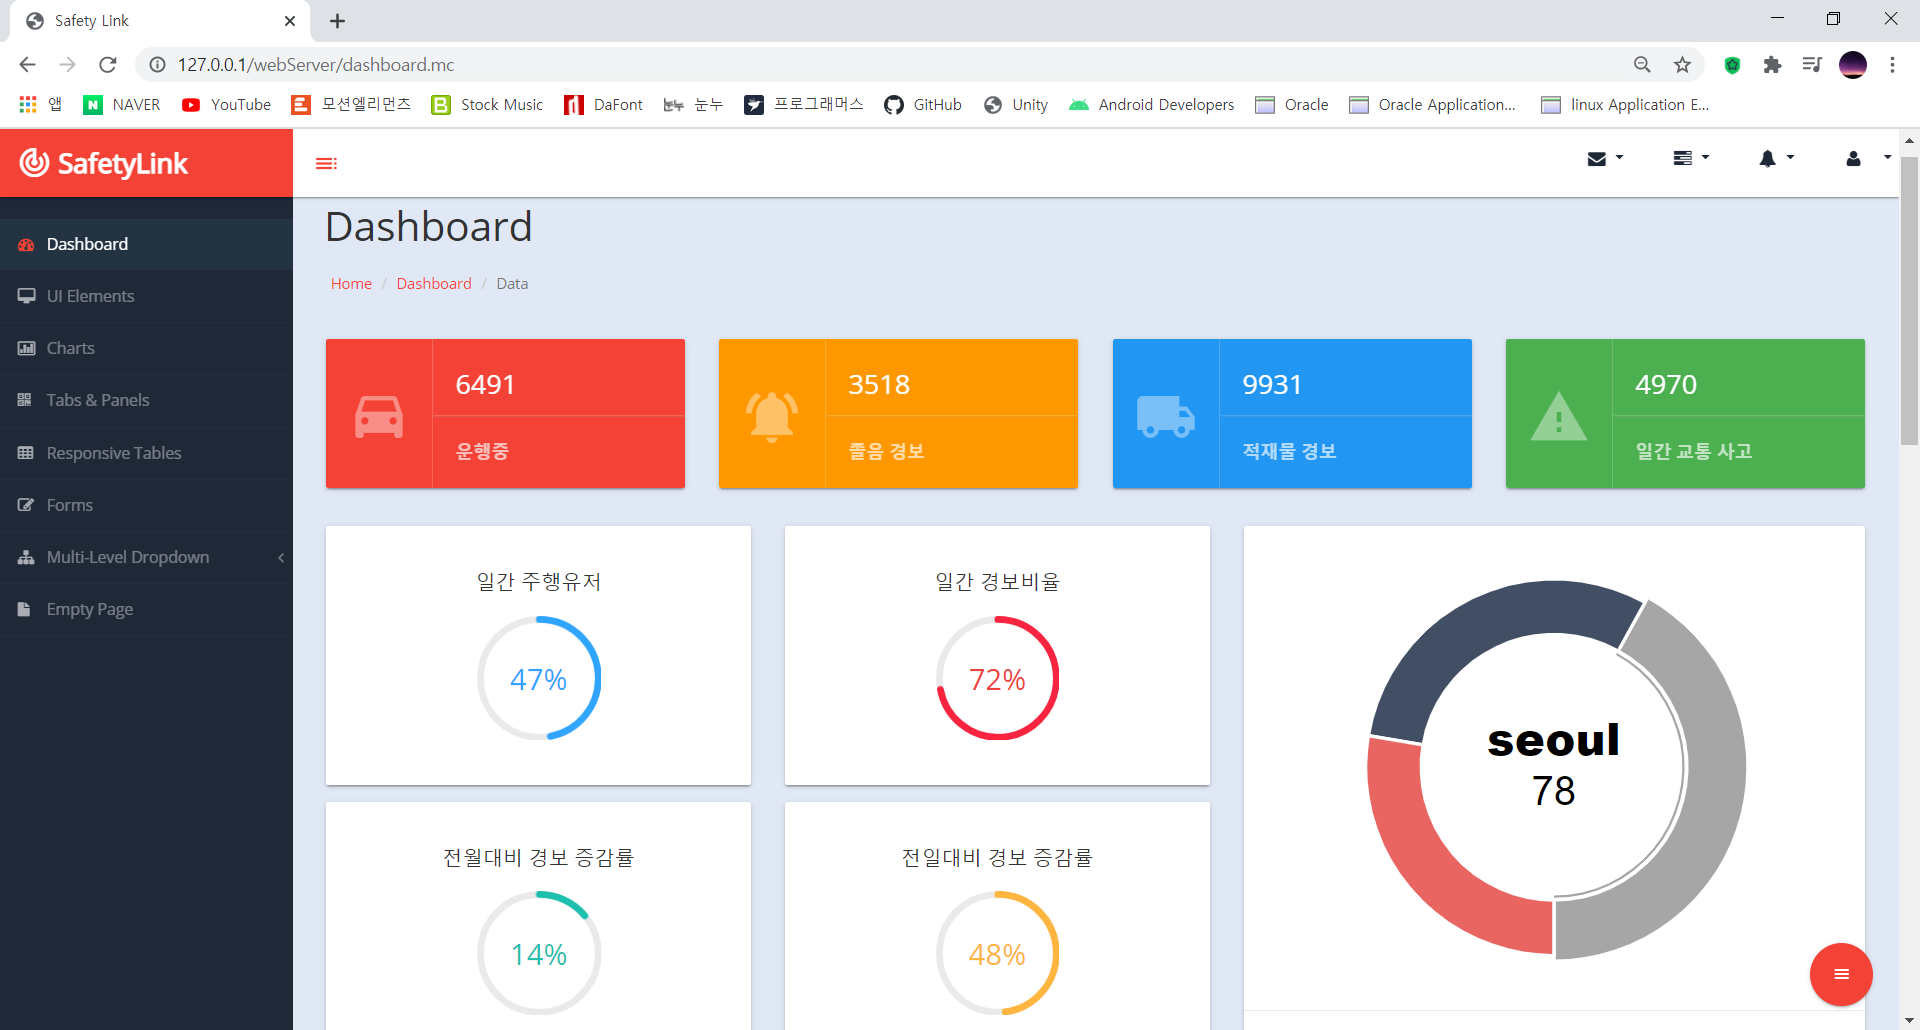 Safety Link
127.0.0.1/webServer/dashboard.mc
앱 NAVER YouTube 모션엘리먼츠 Stock Music DaFont 눈누 프로그래머스 GitHub Unity Android Developers Oracle Oracle Application... linux Application E...
SafetyLink
Dashboard
UI Elements
Charts
Tabs & Panels
Responsive Tables
Forms
Multi-Level Dropdown
Empty Page
Dashboard
Home / Dashboard / Data
6491
운행중
3518
졸음 경보
9931
적재물 경보
4970
일간 교통 사고
일간 주행유저
47%
일간 경보비율
72%
전월대비 경보 증감률
14%
전일대비 경보 증감률
48%
seoul
78